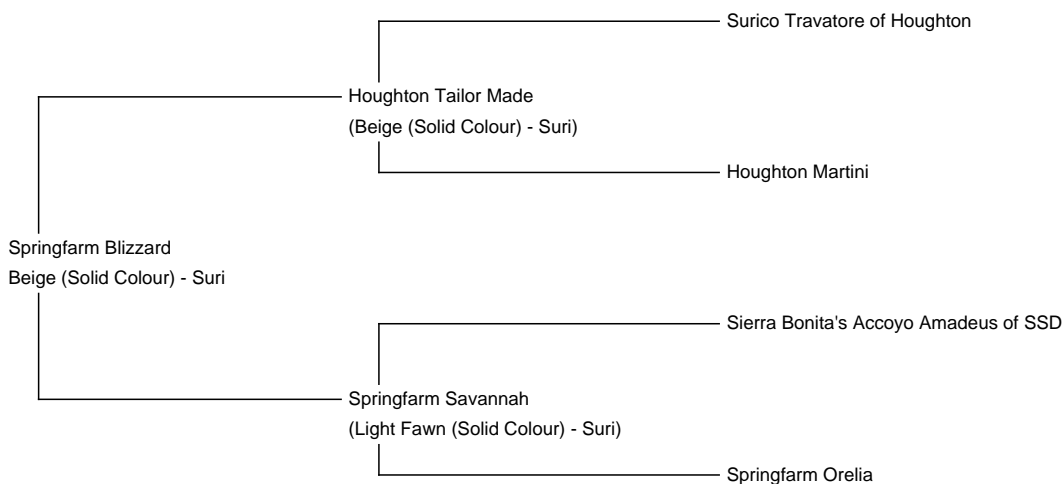 Surico Travatore of Houghton
Houghton Tailor Made
(Beige (Solid Colour) - Suri)
Houghton Martini
Springfarm Blizzard
Beige (Solid Colour) - Suri
Sierra Bonita's Accoyo Amadeus of SSD
Springfarm Savannah
(Light Fawn (Solid Colour) - Suri)
Springfarm Orelia